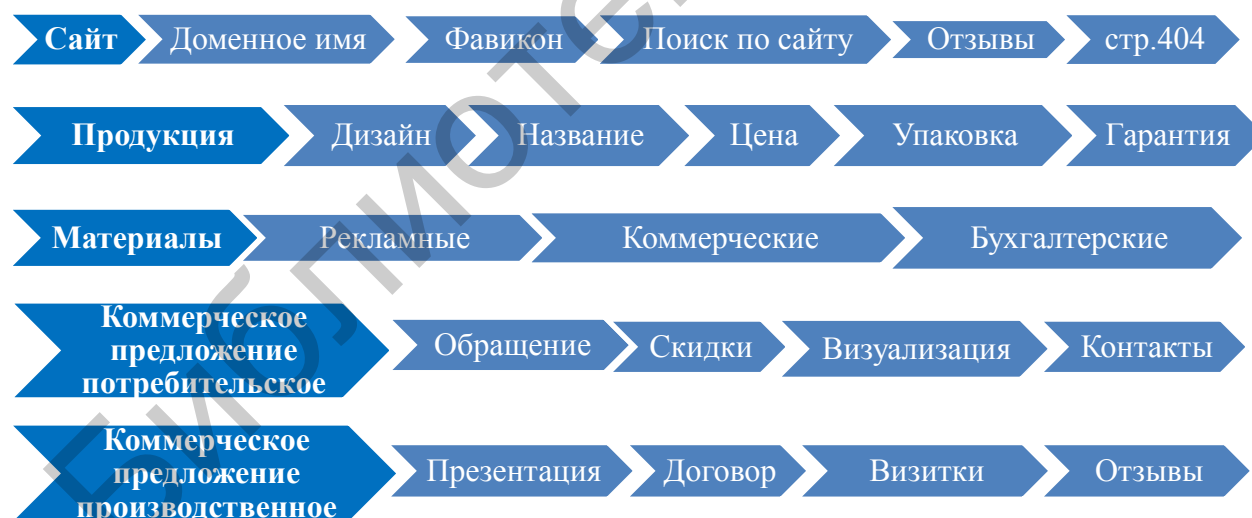 Сайт Доменное имя Фавикон Поиск по сайту Отзывы стр.404
Продукция Дизайн Название Цена Упаковка Гарантия
Материалы Рекламные Коммерческие Бухгалтерские
Коммерческое
предложение
потребительское
Обращение Скидки Визуализация Контакты
Коммерческое
предложение
производственное
Презентация Договор Визитки Отзывы
Библиоте